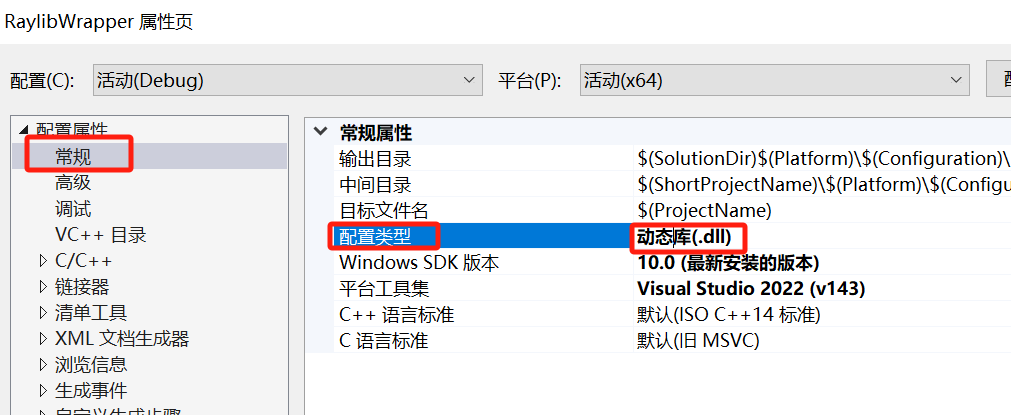 RaylibWrapper 属性页
配置(C): 活动(Debug) 平台(P): 活动(x64)
配置属性
常规
高级
调试
VC++ 目录
C/C++
链接器
清单工具
XML 文档生成器
浏览信息
生成事件
常规属性
输出目录 $(SolutionDir)$(Platform)\$(Configuration)\
中间目录 $(ShortProjectName)\$(Platform)\$(Configu
目标文件名 $(ProjectName)
配置类型 动态库(.dll)
Windows SDK 版本 10.0 (最新安装的版本)
平台工具集 Visual Studio 2022 (v143)
C++ 语言标准 默认(ISO C++14 标准)
C 语言标准 默认(旧 MSVC)